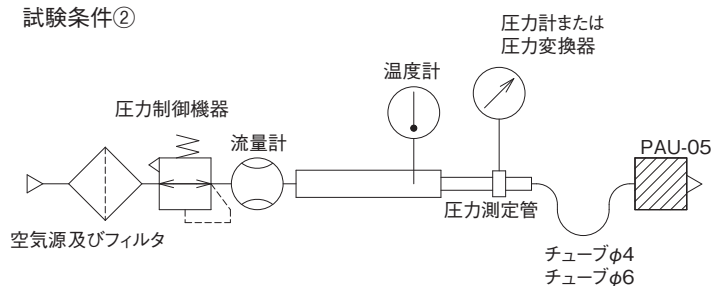 試験条件②
圧力計または
圧力変換器
温度計
圧力制御機器
流量計
PAU-05
圧力測定管
空気源及びフィルタ
チューブφ4
チューブφ6